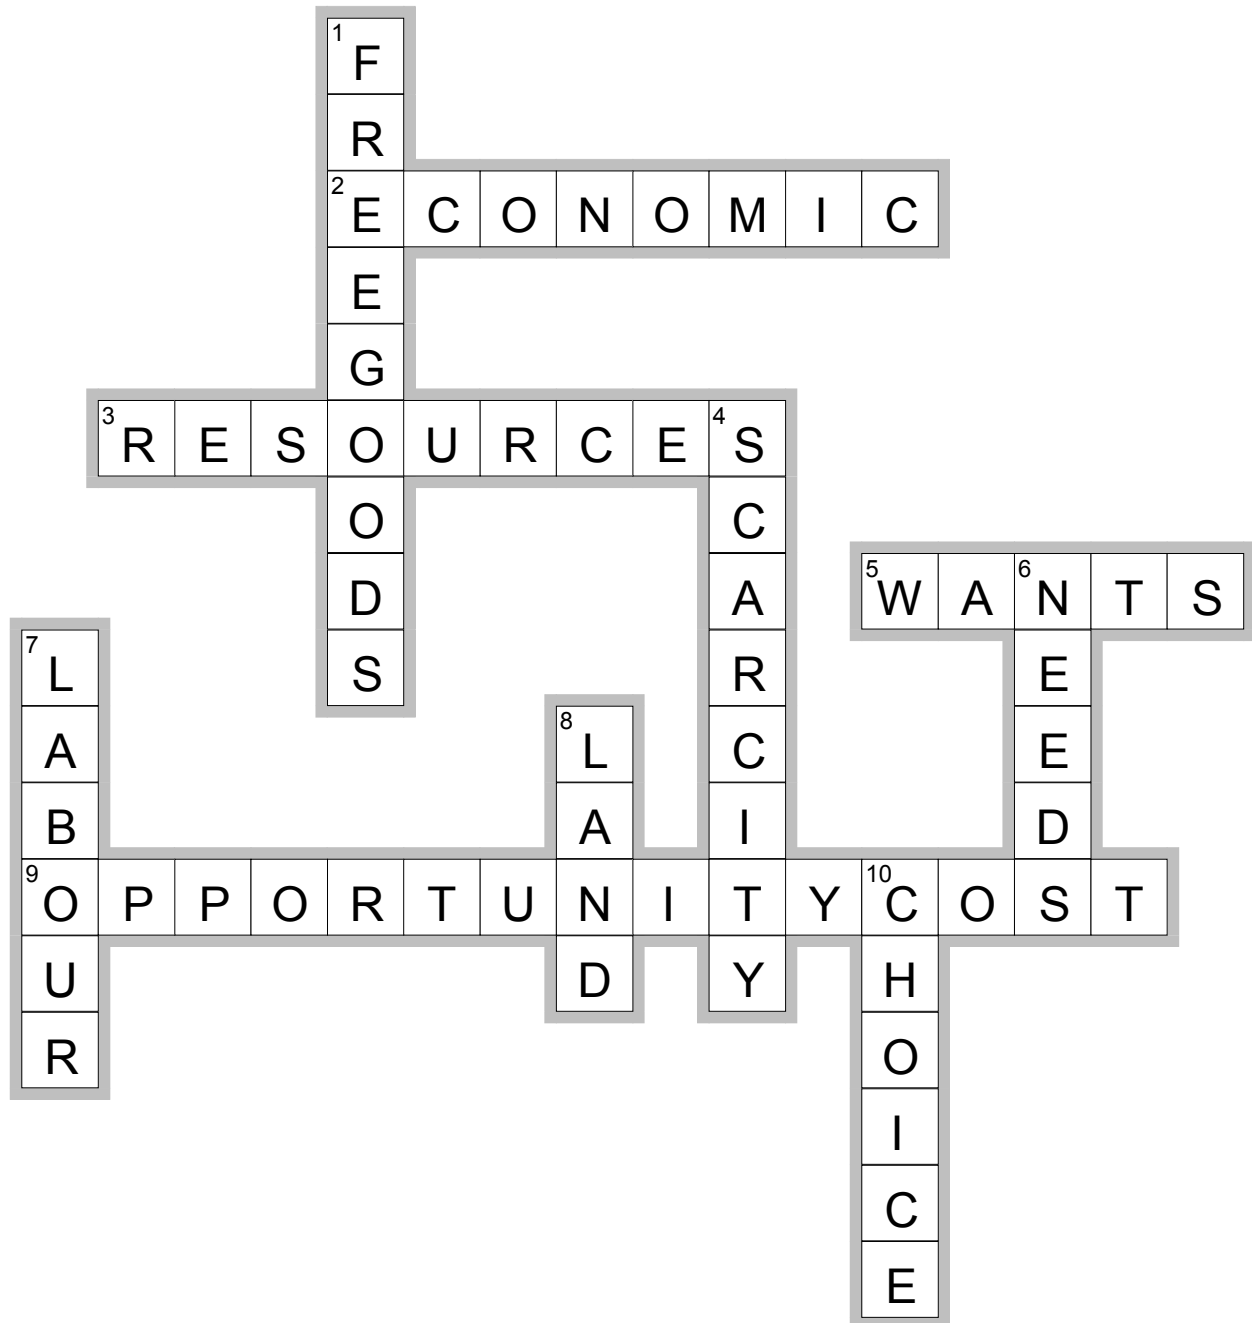 1
F
R
2
E C O N O M I C
E
G
3 4
R E S O U R C E S
O C
5 6
D A W A N T S
7
L S R E
8
A L C E
B A I D
9 10
O P P O R T U N I T Y C O S T
U D Y H
R O
I
C
E